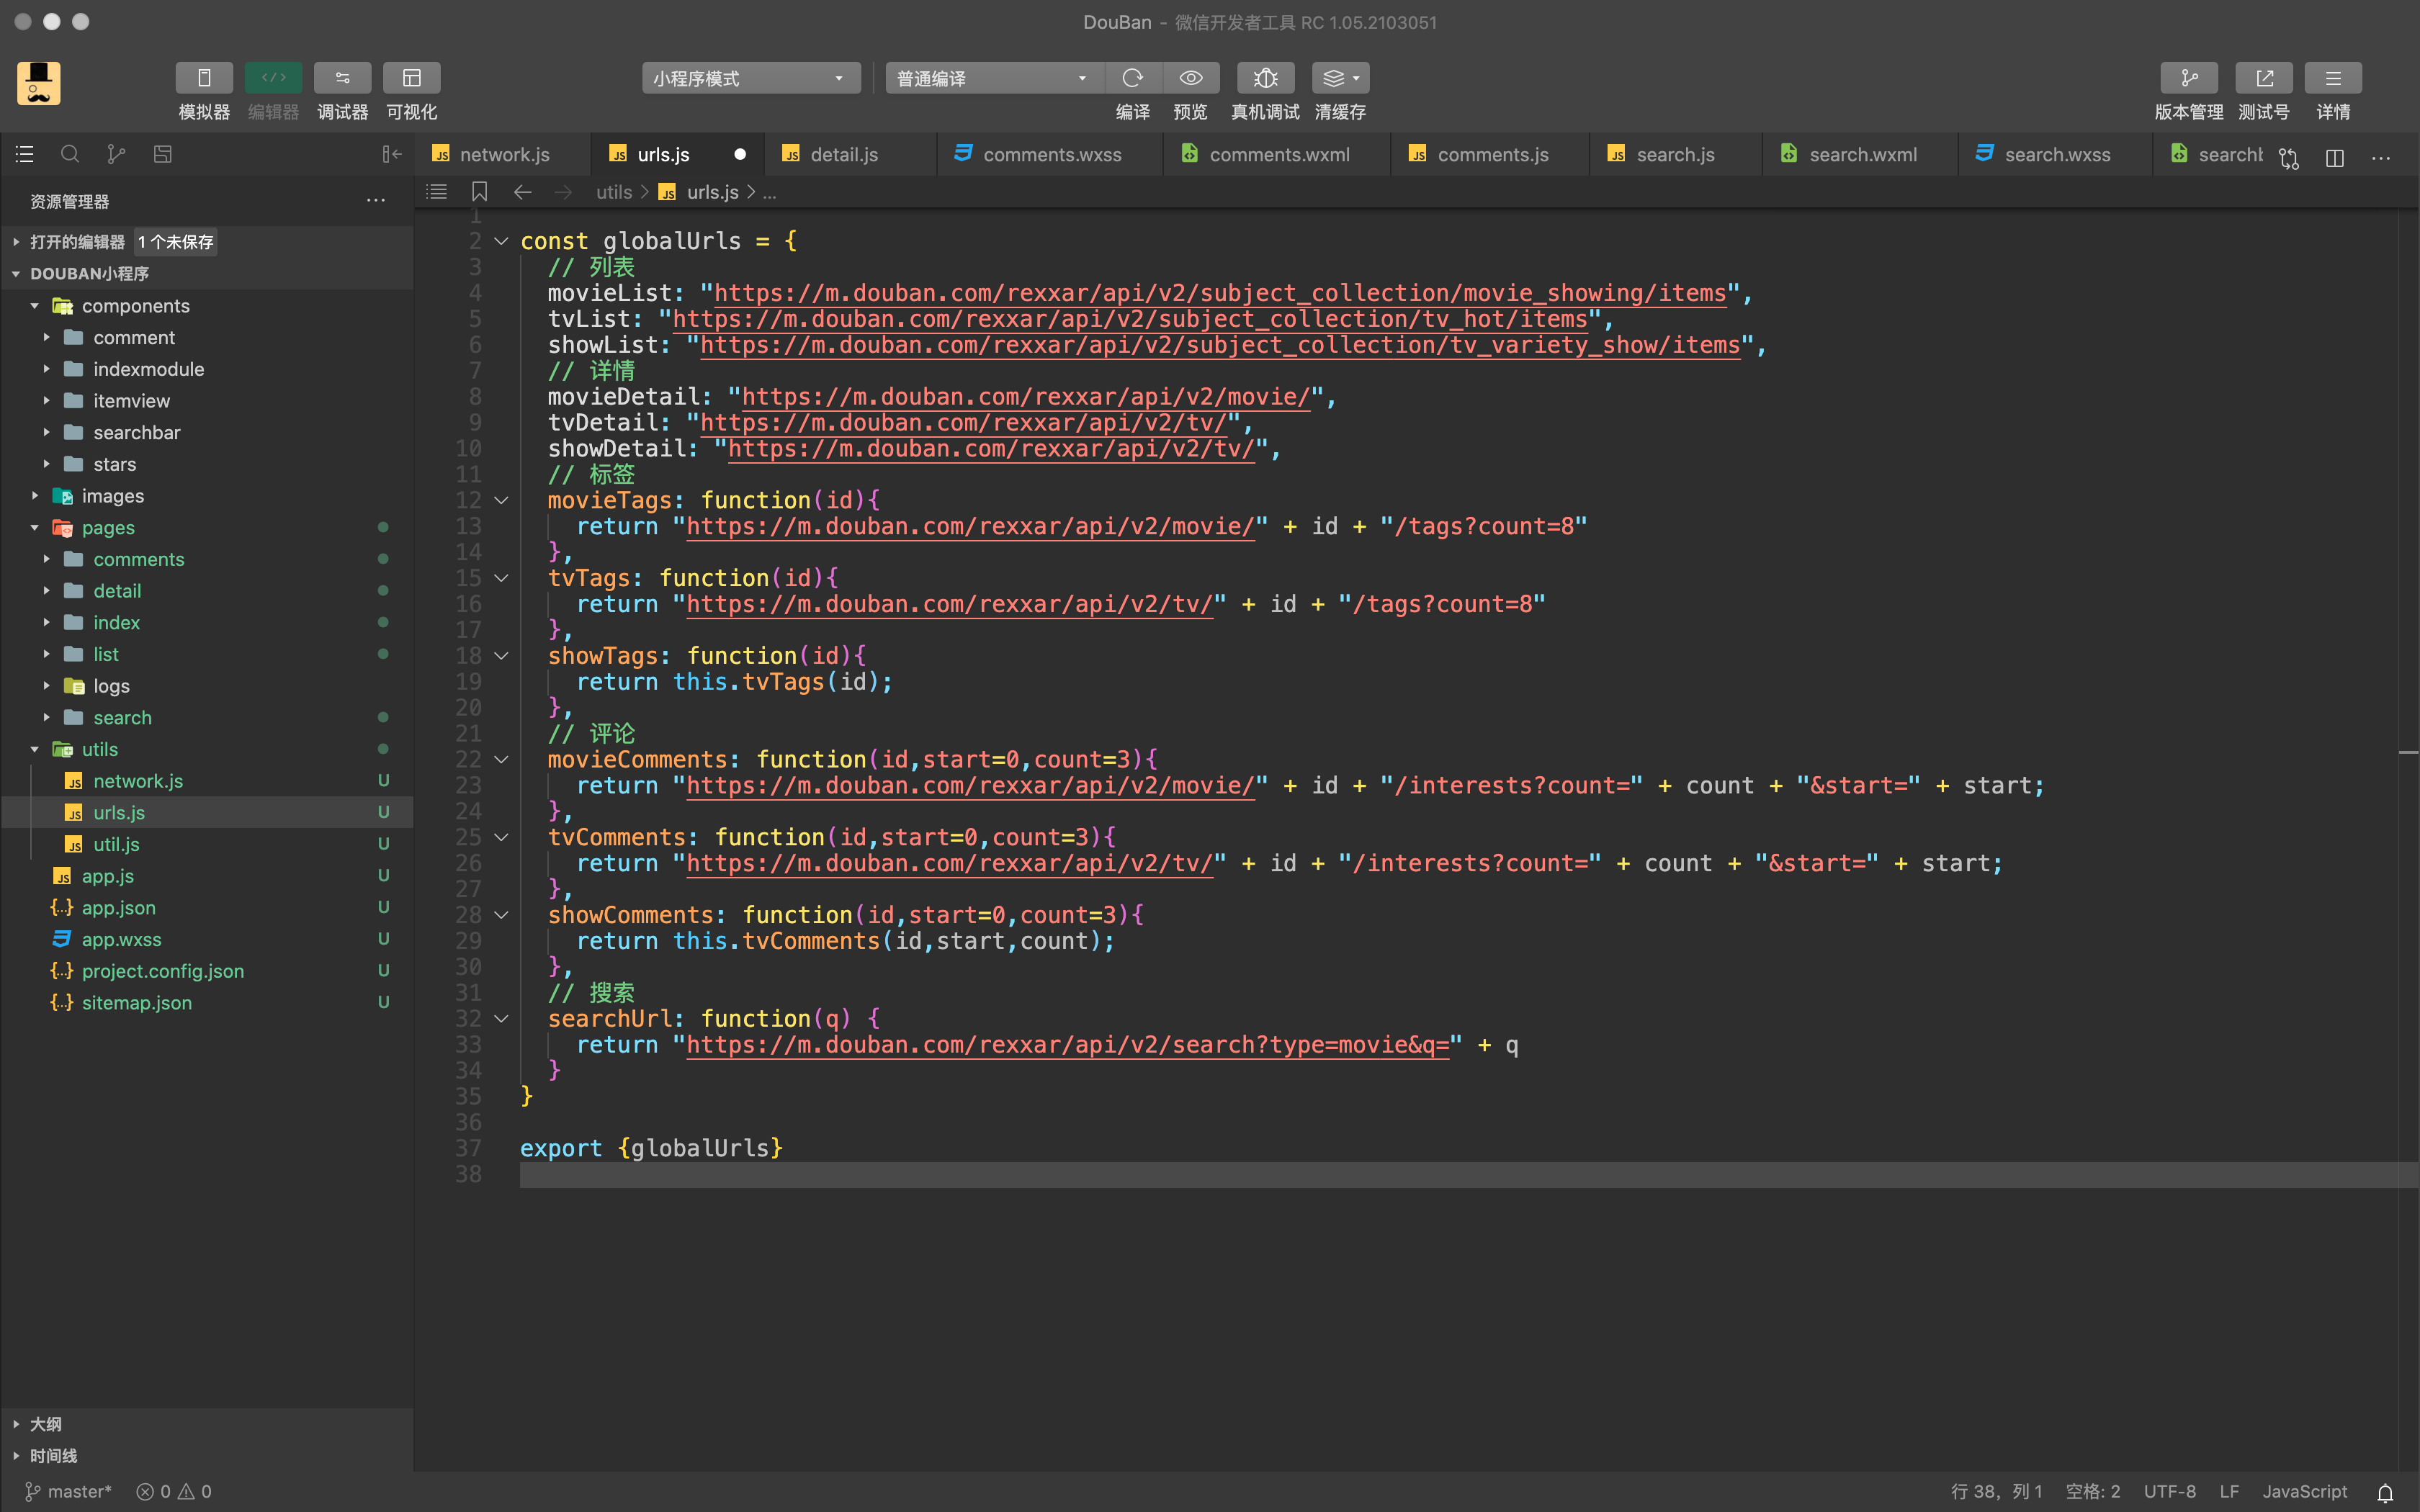 DouBan - 微信开发者工具 RC 1.05.2103051
小程序模式
普通编译
模拟器 编辑器 调试器 可视化
编译 预览 真机调试 清缓存
版本管理 测试号 详情
network.js urls.js detail.js comments.wxss comments.wxml comments.js search.js search.wxml search.wxss
utils > urls.js > ...
资源管理器
打开的编辑器 1 个未保存
DOUBAN小程序
components
comment
indexmodule
itemview
searchbar
stars
images
pages
comments
detail
index
list
logs
search
utils
network.js U
urls.js U
util.js U
app.js U
app.json U
app.wxss U
project.config.json U
sitemap.json U
大纲
时间线
1
2 const globalUrls = {
3 // 列表
4 movieList: "https://m.douban.com/rexxar/api/v2/subject_collection/movie_showing/items",
5 tvList: "https://m.douban.com/rexxar/api/v2/subject_collection/tv_hot/items",
6 showList: "https://m.douban.com/rexxar/api/v2/subject_collection/tv_variety_show/items",
7 // 详情
8 movieDetail: "https://m.douban.com/rexxar/api/v2/movie/",
9 tvDetail: "https://m.douban.com/rexxar/api/v2/tv/",
10 showDetail: "https://m.douban.com/rexxar/api/v2/tv/",
11 // 标签
12 movieTags: function(id){
13 return "https://m.douban.com/rexxar/api/v2/movie/" + id + "/tags?count=8"
14 },
15 tvTags: function(id){
16 return "https://m.douban.com/rexxar/api/v2/tv/" + id + "/tags?count=8"
17 },
18 showTags: function(id){
19 return this.tvTags(id);
20 },
21 // 评论
22 movieComments: function(id,start=0,count=3){
23 return "https://m.douban.com/rexxar/api/v2/movie/" + id + "/interests?count=" + count + "&start=" + start;
24 },
25 tvComments: function(id,start=0,count=3){
26 return "https://m.douban.com/rexxar/api/v2/tv/" + id + "/interests?count=" + count + "&start=" + start;
27 },
28 showComments: function(id,start=0,count=3){
29 return this.tvComments(id,start,count);
30 },
31 // 搜索
32 searchUrl: function(q) {
33 return "https://m.douban.com/rexxar/api/v2/search?type=movie&q=" + q
34 }
35 }
36
37 export {globalUrls}
38
master* 0 0
行 38，列 1 空格: 2 UTF-8 LF JavaScript